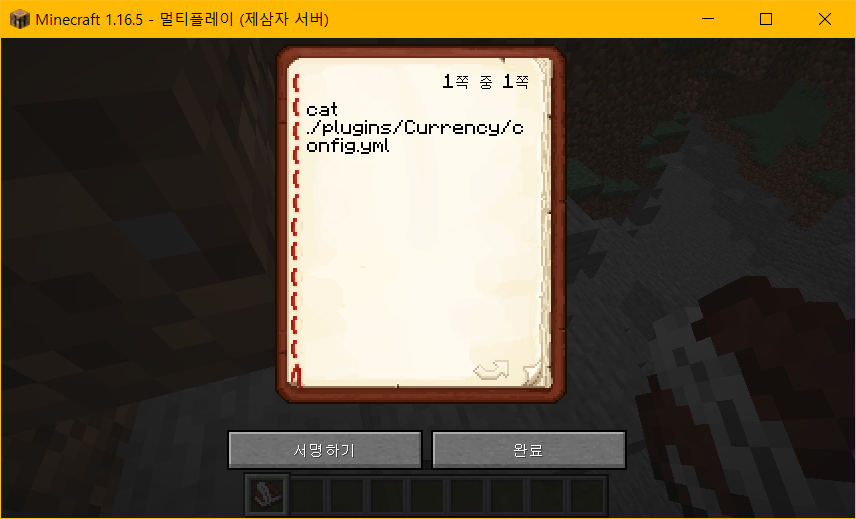 Minecraft 1.16.5 - 멀티플레이 (제삼자 서버)
1쪽 중 1쪽
cat
./plugins/Currency/c
onfig.yml
서명하기
완료